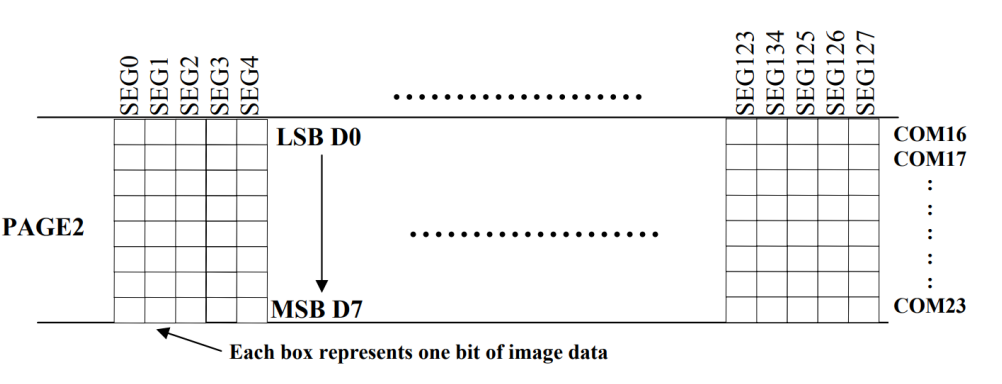 SEG0 SEG1 SEG2 SEG3 SEG4 SEG123 SEG134 SEG125 SEG126 SEG127
LSB D0 COM16
COM17
PAGE2
MSB D7 COM23
Each box represents one bit of image data